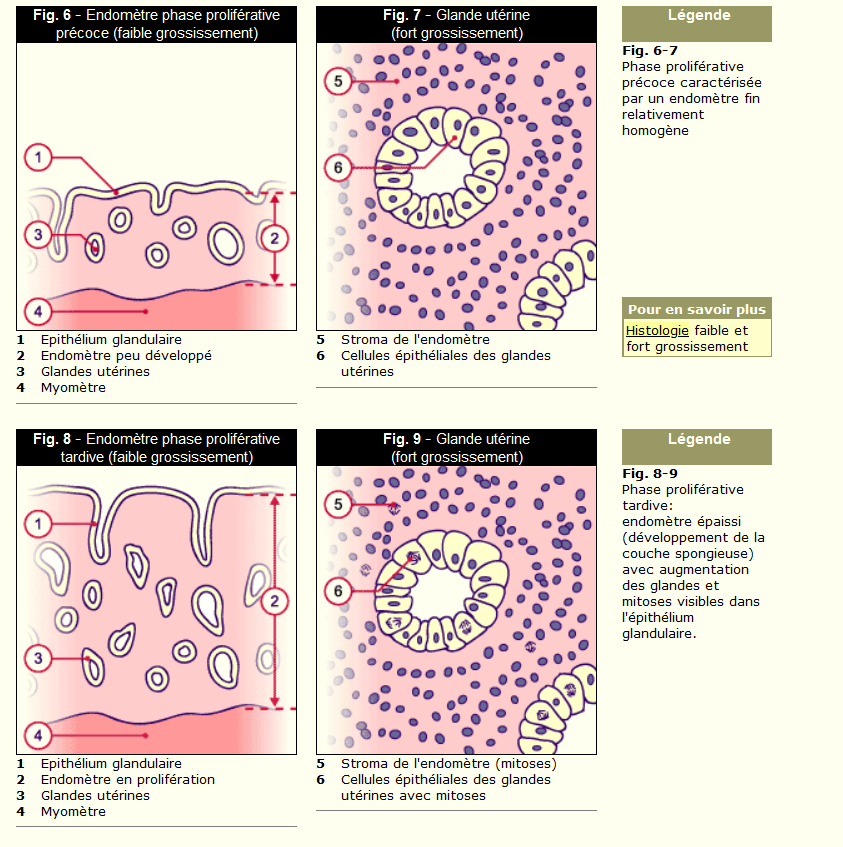 Fig. 6 - Endomètre phase proliférative
précoce (faible grossissement)
1
3
2
4
1 Epithélium glandulaire
2 Endomètre peu développé
3 Glandes utérines
4 Myomètre
Fig. 7 - Glande utérine
(fort grossissement)
5
6
5 Stroma de l'endomètre
6 Cellules épithéliales des glandes
utérines
Légende
Fig. 6-7
Phase proliférative
précoce caractérisée
par un endomètre fin
relativement
homogène
Pour en savoir plus
Histologie faible et
fort grossissement
Fig. 8 - Endomètre phase proliférative
tardive (faible grossissement)
1
2
3
4
1 Epithélium glandulaire
2 Endomètre en prolifération
3 Glandes utérines
4 Myomètre
Fig. 9 - Glande utérine
(fort grossissement)
5
6
5 Stroma de l'endomètre (mitoses)
6 Cellules épithéliales des glandes
utérines avec mitoses
Légende
Fig. 8-9
Phase proliférative
tardive:
endomètre épaissi
(développement de la
couche spongieuse)
avec augmentation
des glandes et
mitoses visibles dans
l'épithélium
glandulaire.